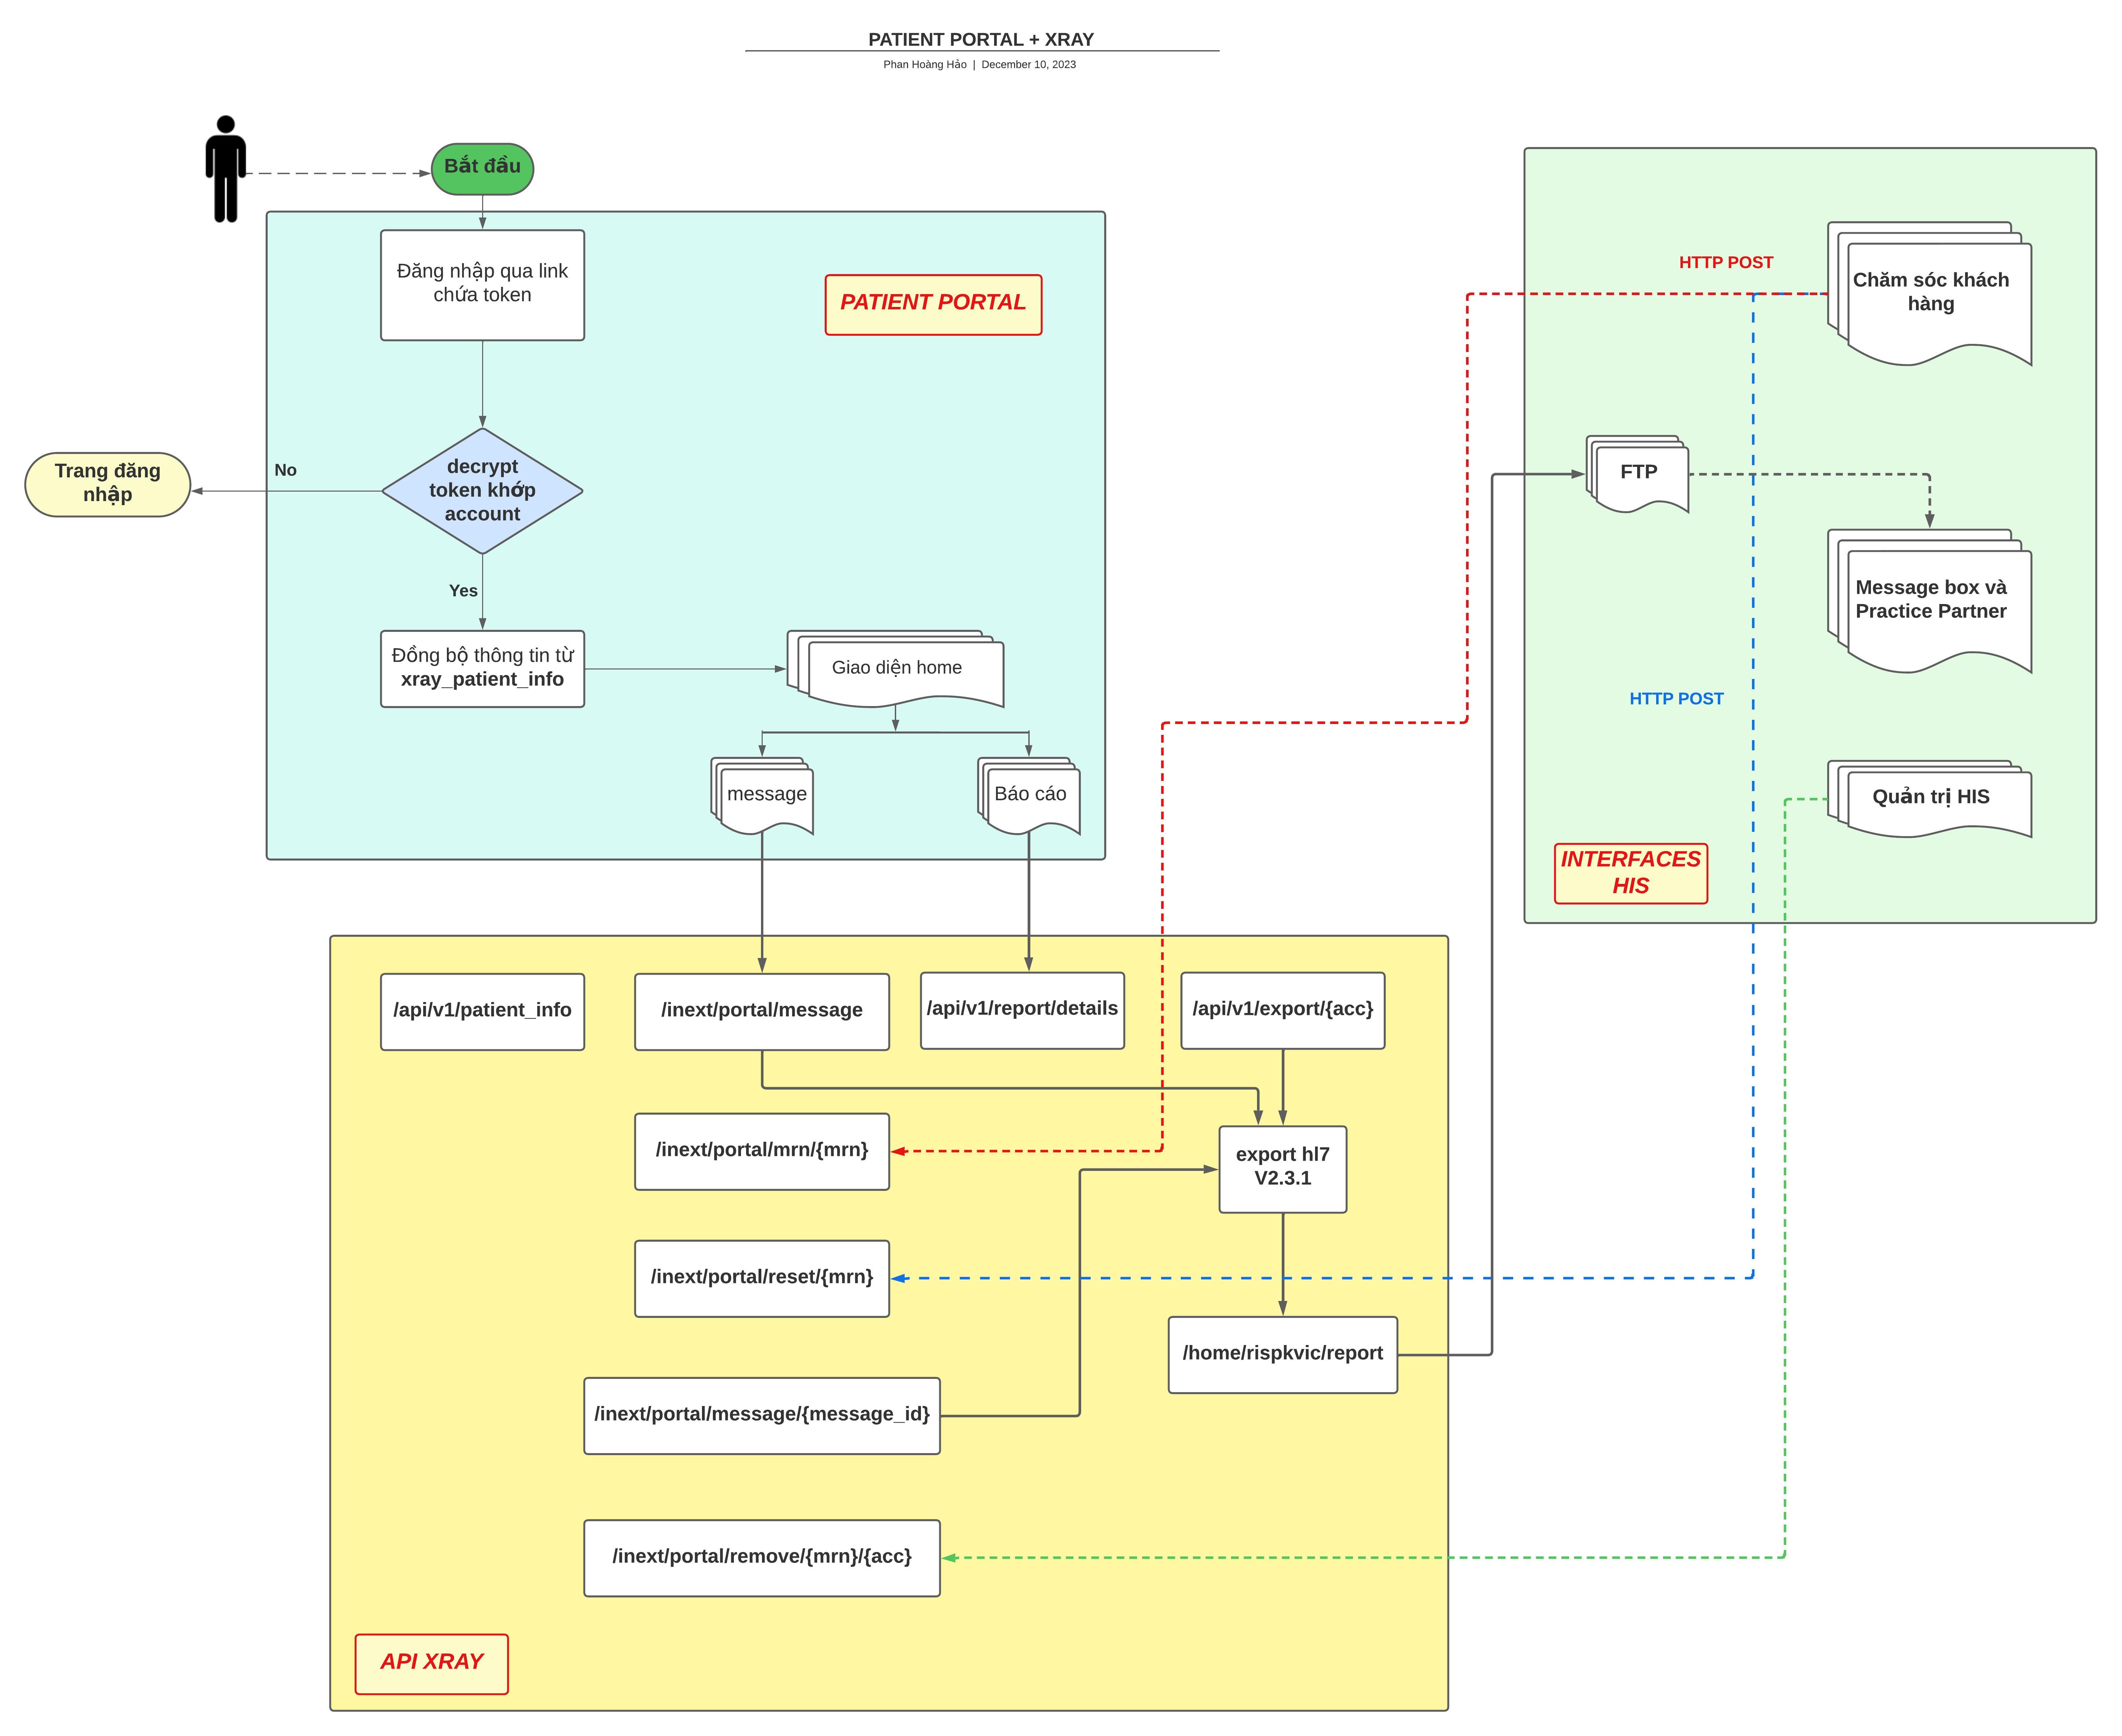 PATIENT PORTAL + XRAY
Phan Hoàng Hảo | December 10, 2023
Bắt đầu
Đăng nhập qua link
chứa token
PATIENT PORTAL
decrypt
token khớp
account
No
Trang đăng
nhập
Yes
Đồng bộ thông tin từ
xray_patient_info
Giao diện home
message
Báo cáo
HTTP POST
Chăm sóc khách
hàng
FTP
Message box và
Practice Partner
HTTP POST
Quản trị HIS
INTERFACES
HIS
/api/v1/patient_info
/inext/portal/message
/api/v1/report/details
/api/v1/export/{acc}
/inext/portal/mrn/{mrn}
export hl7
V2.3.1
/inext/portal/reset/{mrn}
/home/rispkvic/report
/inext/portal/message/{message_id}
/inext/portal/remove/{mrn}/{acc}
API XRAY